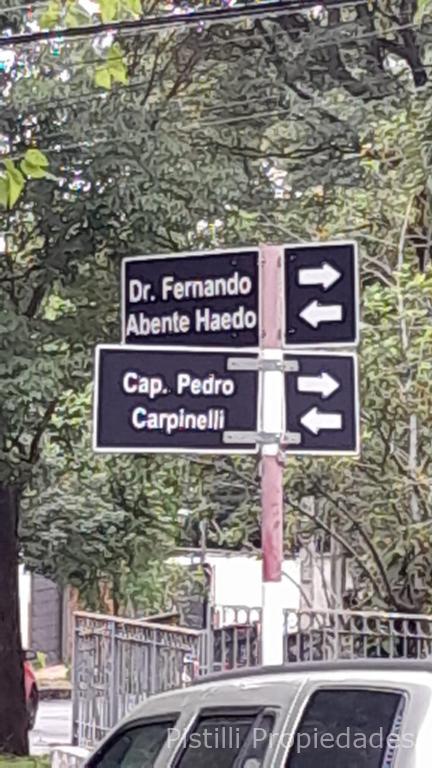 Dr. Fernando
Abente Haedo
Cap. Pedro
Carpinelli
Pistilli Propiedades